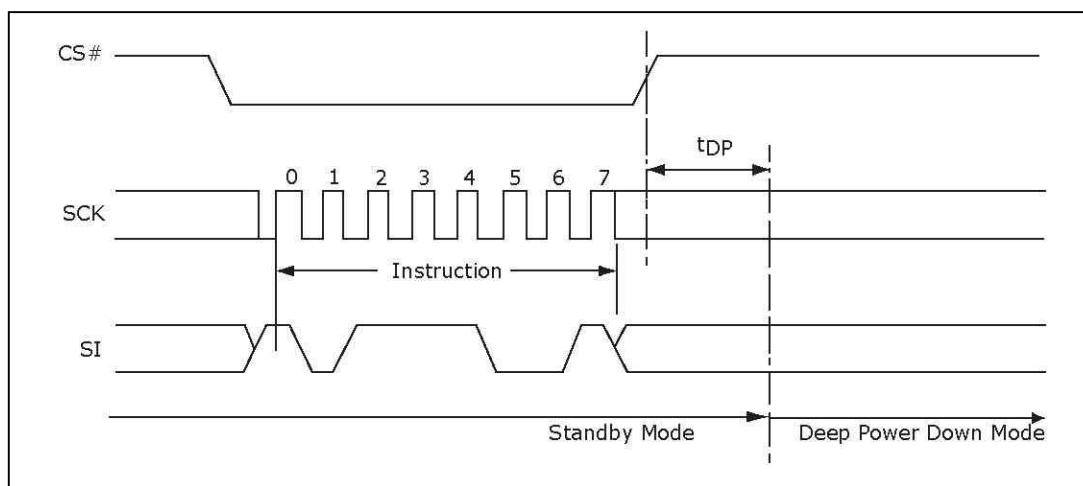 CS#
tDP
0 1 2 3 4 5 6 7
SCK
Instruction
SI
Standby Mode
Deep Power Down Mode